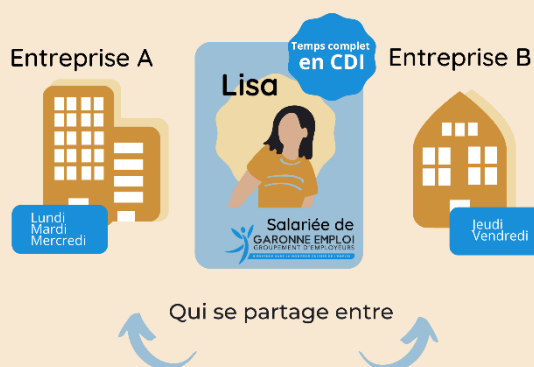 Entreprise A
Temps complet
en CDI
Entreprise B
Lisa
Lundi
Mardi
Mercredi
Jeudi
Vendredi
Salariée de
GARONNE EMPLOI
GROUPEMENT D'EMPLOYEURS
Qui se partage entre